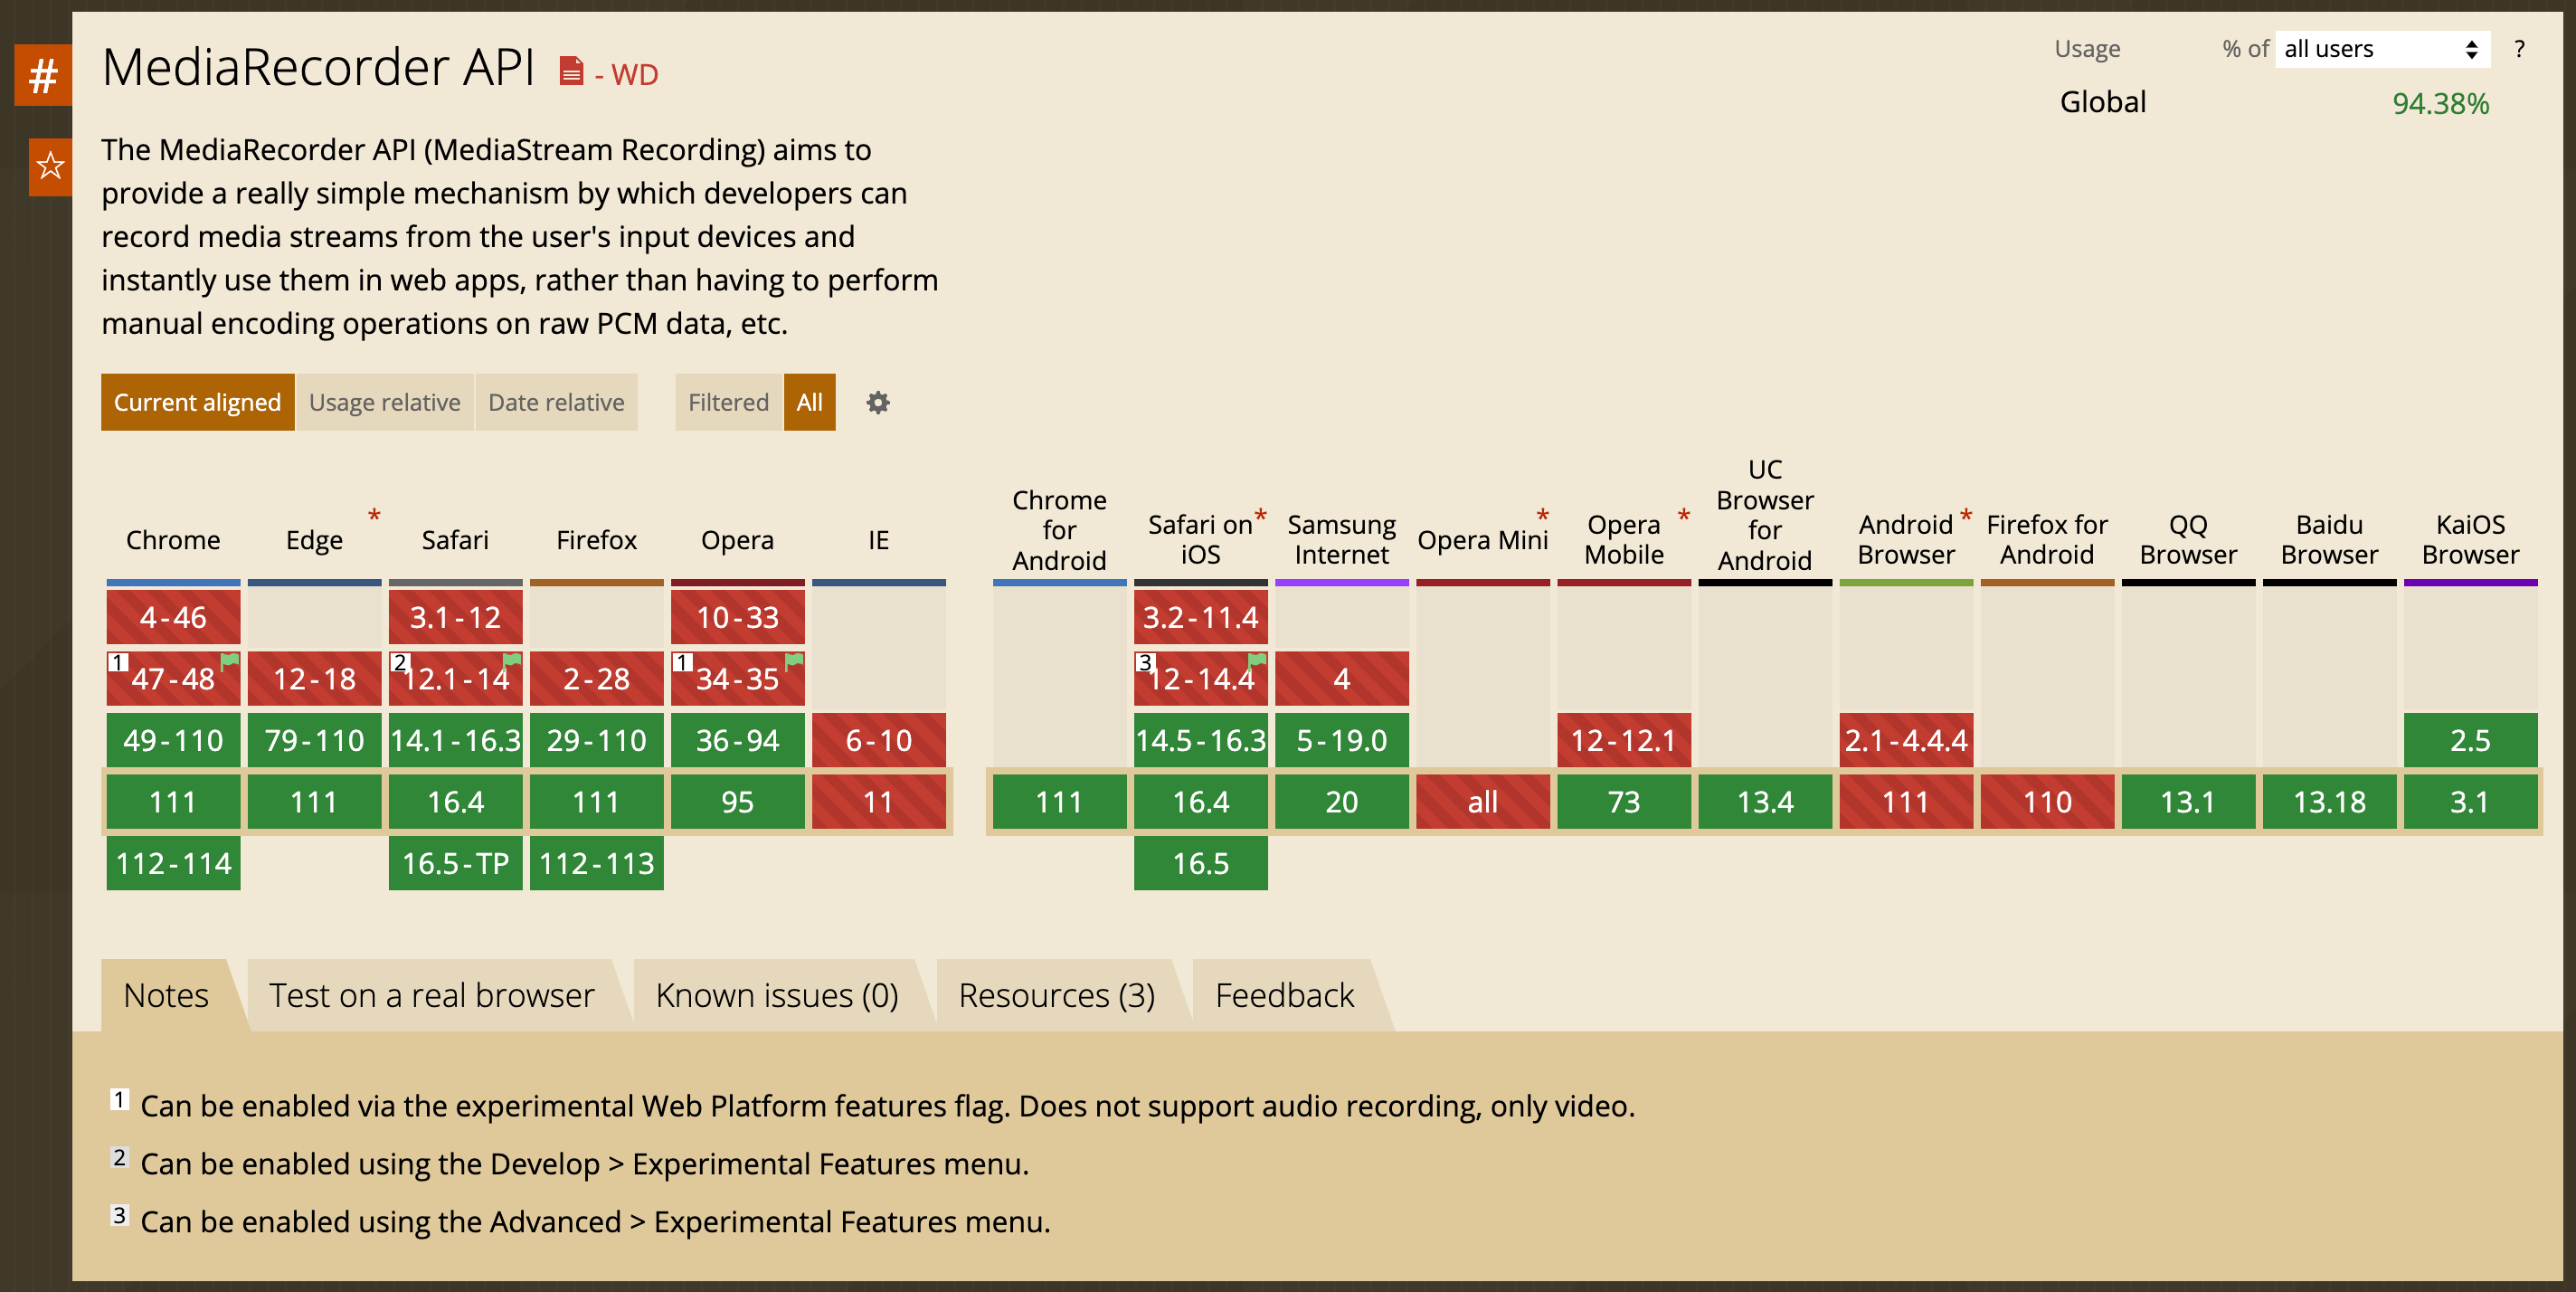 #
MediaRecorder API - WD
Usage % of all users ?
Global 94.38%
The MediaRecorder API (MediaStream Recording) aims to
provide a really simple mechanism by which developers can
record media streams from the user's input devices and
instantly use them in web apps, rather than having to perform
manual encoding operations on raw PCM data, etc.
Current aligned Usage relative Date relative Filtered All
Chrome Edge * Safari Firefox Opera IE
Chrome for Android Safari on iOS * Samsung Internet Opera Mini * Opera Mobile * UC Browser for Android Android Browser * Firefox for Android QQ Browser Baidu Browser KaiOS Browser
4-46 3.1-12 10-33 3.2-11.4
1 47-48 12-18 2 12.1-14 2-28 1 34-35 3 12-14.4 4
49-110 79-110 14.1-16.3 29-110 36-94 6-10 14.5-16.3 5-19.0 12-12.1 2.1-4.4.4 2.5
111 111 16.4 111 95 11 111 16.4 20 all 73 13.4 111 110 13.1 13.18 3.1
112-114 16.5-TP 112-113 16.5
Notes Test on a real browser Known issues (0) Resources (3) Feedback
1 Can be enabled via the experimental Web Platform features flag. Does not support audio recording, only video.
2 Can be enabled using the Develop > Experimental Features menu.
3 Can be enabled using the Advanced > Experimental Features menu.